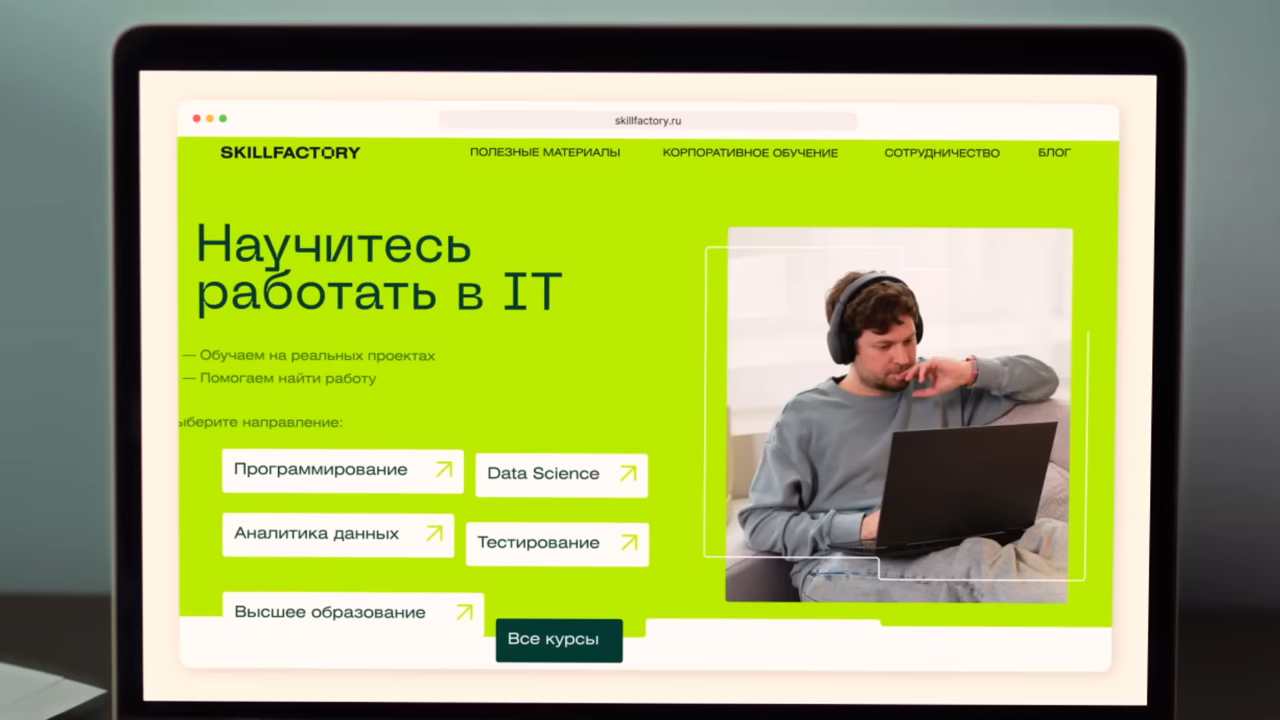 skillfactory.ru
SKILLFACTORY
ПОЛЕЗНЫЕ МАТЕРИАЛЫ
КОРПОРАТИВНОЕ ОБУЧЕНИЕ
СОТРУДНИЧЕСТВО
БЛОГ
Научитесь
работать в IT
— Обучаем на реальных проектах
— Помогаем найти работу
ыберите направление:
Программирование
Data Science
Аналитика данных
Тестирование
Высшее образование
Все курсы